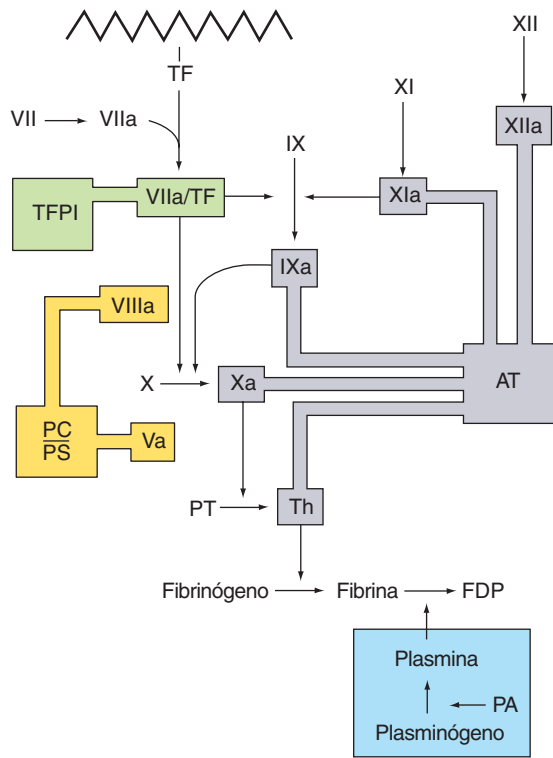 XII
TF
XI
VII
VIIa
XIIa
IX
TFPI
VIIa/TF
XIa
IXa
VIIIa
X
Xa
AT
PC
PS
Va
PT
Th
Fibrinógeno
Fibrina
FDP
Plasmina
PA
Plasminógeno